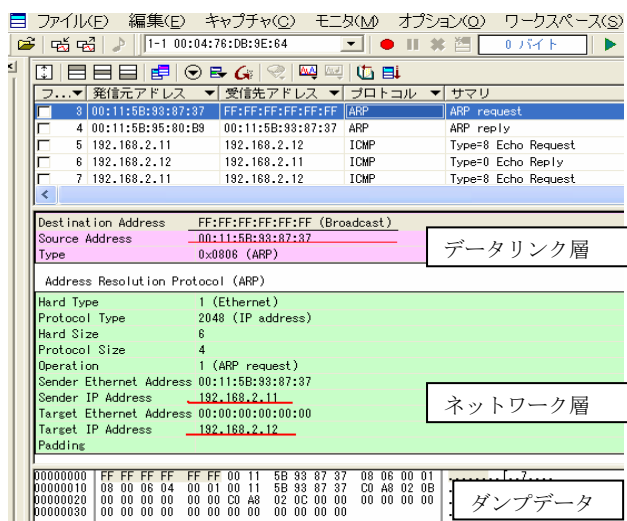 ファイル(F) 編集(E) キャプチャ(C) モニタ(M) オプション(O) ワークスペース(S)
1-1 00:04:76:DB:9E:64 0 バイト
フ... 発信元アドレス 受信先アドレス プロトコル サマリ
3 00:11:5B:93:87:37 FF:FF:FF:FF:FF:FF ARP ARP request
4 00:11:5B:95:80:B9 00:11:5B:93:87:37 ARP ARP reply
5 192.168.2.11 192.168.2.12 ICMP Type=8 Echo Request
6 192.168.2.12 192.168.2.11 ICMP Type=0 Echo Reply
7 192.168.2.11 192.168.2.12 ICMP Type=8 Echo Request
Destination Address FF:FF:FF:FF:FF:FF (Broadcast)
Source Address 00:11:5B:93:87:37
Type 0x0806 (ARP)
データリンク層
Address Resolution Protocol (ARP)
Hard Type 1 (Ethernet)
Protocol Type 2048 (IP address)
Hard Size 6
Protocol Size 4
Operation 1 (ARP request)
Sender Ethernet Address 00:11:5B:93:87:37
Sender IP Address 192.168.2.11
Target Ethernet Address 00:00:00:00:00:00
Target IP Address 192.168.2.12
Padding
ネットワーク層
00000000 FF FF FF FF FF FF 00 11 5B 93 87 37 08 06 00 01 ........[..7....
00000010 08 00 06 04 00 01 00 11 5B 93 87 37 C0 A8 02 0B
00000020 00 00 00 00 00 00 C0 A8 02 0C 00 00 00 00 00 00
00000030 00 00 00 00 00 00 00 00 00 00 00 00
ダンプデータ